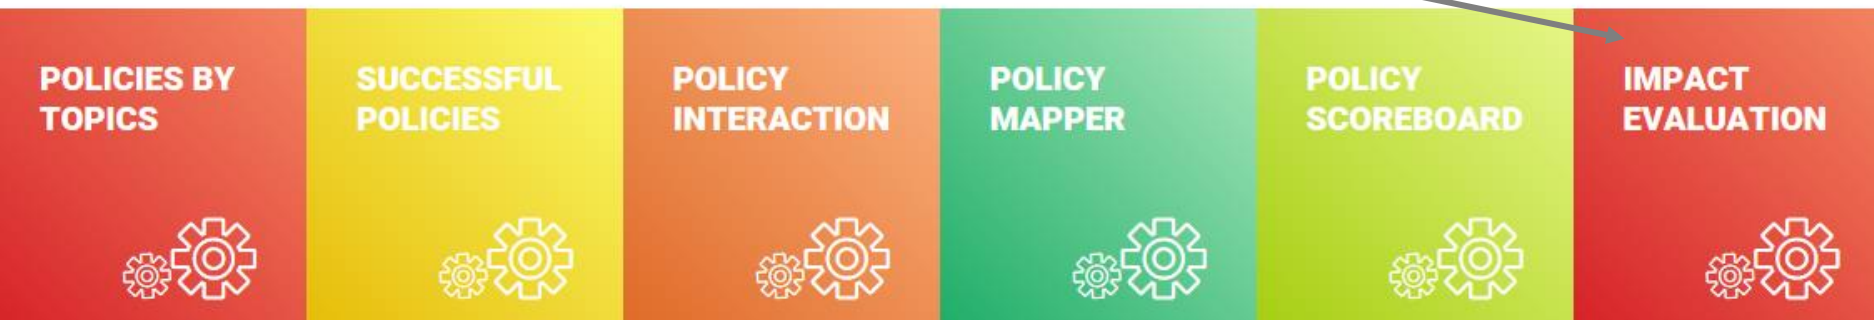 POLICIES BY
TOPICS
SUCCESSFUL
POLICIES
POLICY
INTERACTION
POLICY
MAPPER
POLICY
SCOREBOARD
IMPACT
EVALUATION